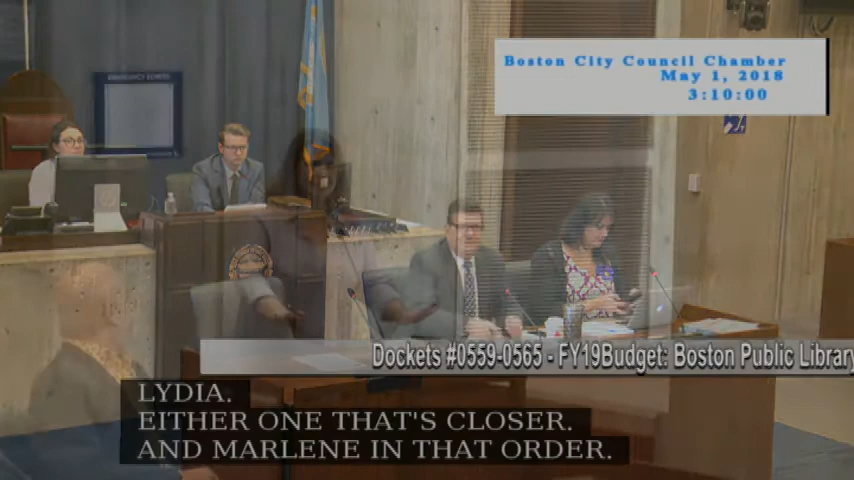 Boston City Council Chamber
May 1, 2018
3:10:00
Dockets #0559-0565 - FY19Budget: Boston Public Library
LYDIA.
EITHER ONE THAT'S CLOSER.
AND MARLENE IN THAT ORDER.